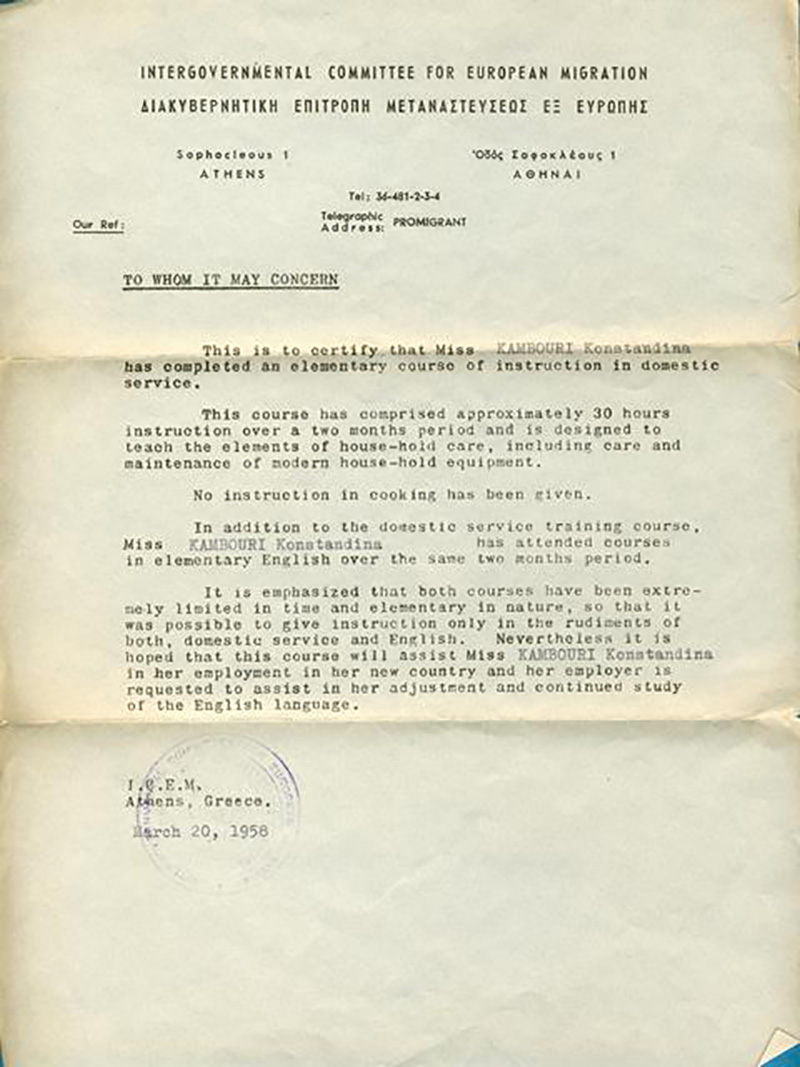 INTERGOVERNMENTAL COMMITTEE FOR EUROPEAN MIGRATION
ΔΙΑΚΥΒΕΡΝΗΤΙΚΗ ΕΠΙΤΡΟΠΗ ΜΕΤΑΝΑΣΤΕΥΣΕΩΣ ΕΞ ΕΥΡΩΠΗΣ
Sophocleous 1
ATHENS
Ὁδός Σοφοκλέους 1
ΑΘΗΝΑΙ
Tel; 36-481-2-3-4
Our Ref:
Telegraphic Address: PROMIGRANT
TO WHOM IT MAY CONCERN
This is to certify that Miss KAMBOURI Konstandina
has completed an elementary course of instruction in domestic
service.
This course has comprised approximately 30 hours
instruction over a two months period and is designed to
teach the elements of house-hold care, including care and
maintenance of modern house-hold equipment.
No instruction in cooking has been given.
In addition to the domestic service training course,
Miss KAMBOURI Konstandina has attended courses
in elementary English over the same two months period.
It is emphasized that both courses have been extre-
mely limited in time and elementary in nature, so that it
was possible to give instruction only in the rudiments of
both, domestic service and English. Nevertheless it is
hoped that this course will assist Miss KAMBOURI Konstandina
in her employment in her new country and her employer is
requested to assist in her adjustment and continued study
of the English language.
I.C.E.M.
Athens, Greece.
March 20, 1958